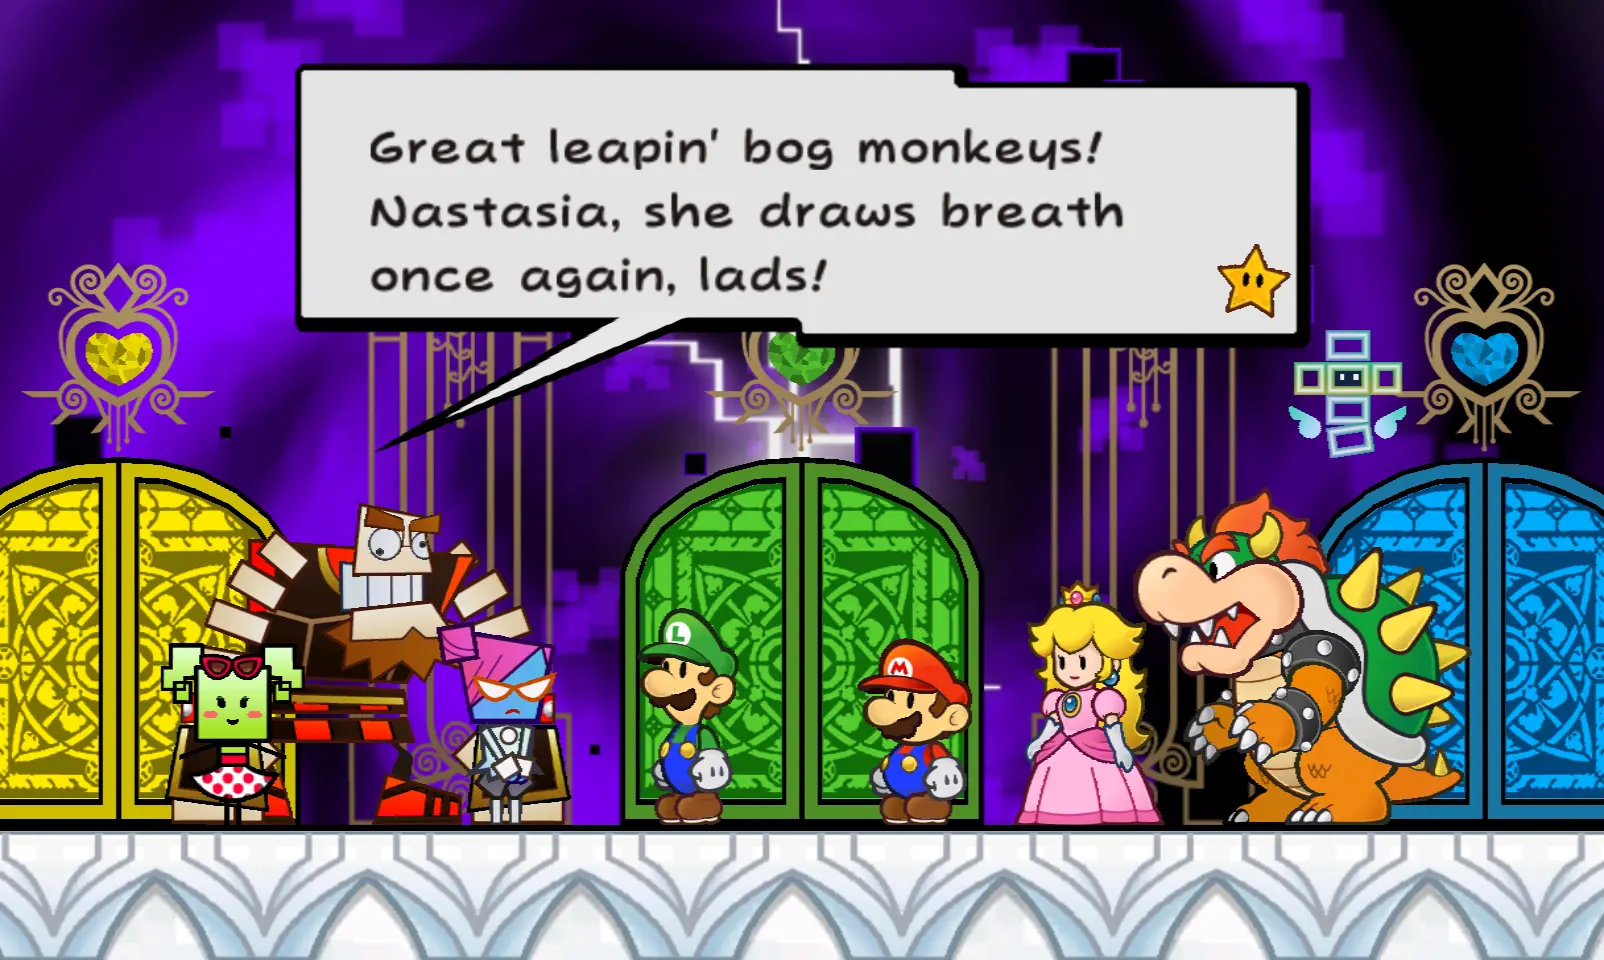 Great leapin' bog monkeys!
Nastasia, she draws breath
once again, lads!
L
M